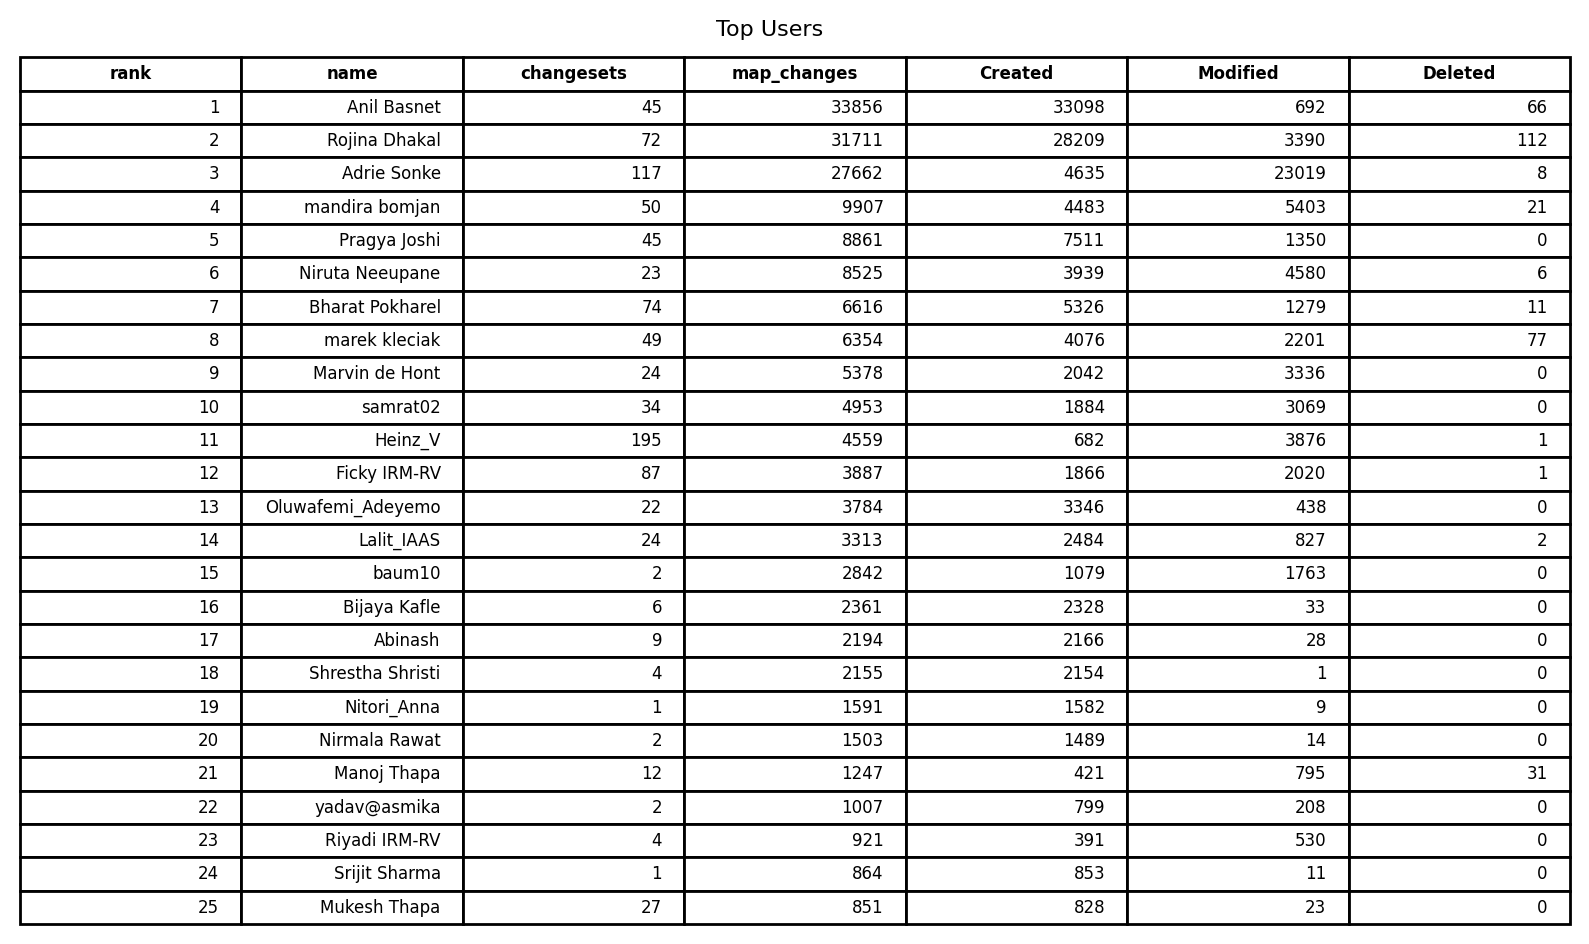 Top Users
rank name changesets map_changes Created Modified Deleted
1 Anil Basnet 45 33856 33098 692 66
2 Rojina Dhakal 72 31711 28209 3390 112
3 Adrie Sonke 117 27662 4635 23019 8
4 mandira bomjan 50 9907 4483 5403 21
5 Pragya Joshi 45 8861 7511 1350 0
6 Niruta Neeupane 23 8525 3939 4580 6
7 Bharat Pokharel 74 6616 5326 1279 11
8 marek kleciak 49 6354 4076 2201 77
9 Marvin de Hont 24 5378 2042 3336 0
10 samrat02 34 4953 1884 3069 0
11 Heinz_V 195 4559 682 3876 1
12 Ficky IRM-RV 87 3887 1866 2020 1
13 Oluwafemi_Adeyemo 22 3784 3346 438 0
14 Lalit_IAAS 24 3313 2484 827 2
15 baum10 2 2842 1079 1763 0
16 Bijaya Kafle 6 2361 2328 33 0
17 Abinash 9 2194 2166 28 0
18 Shrestha Shristi 4 2155 2154 1 0
19 Nitori_Anna 1 1591 1582 9 0
20 Nirmala Rawat 2 1503 1489 14 0
21 Manoj Thapa 12 1247 421 795 31
22 yadav@asmika 2 1007 799 208 0
23 Riyadi IRM-RV 4 921 391 530 0
24 Srijit Sharma 1 864 853 11 0
25 Mukesh Thapa 27 851 828 23 0